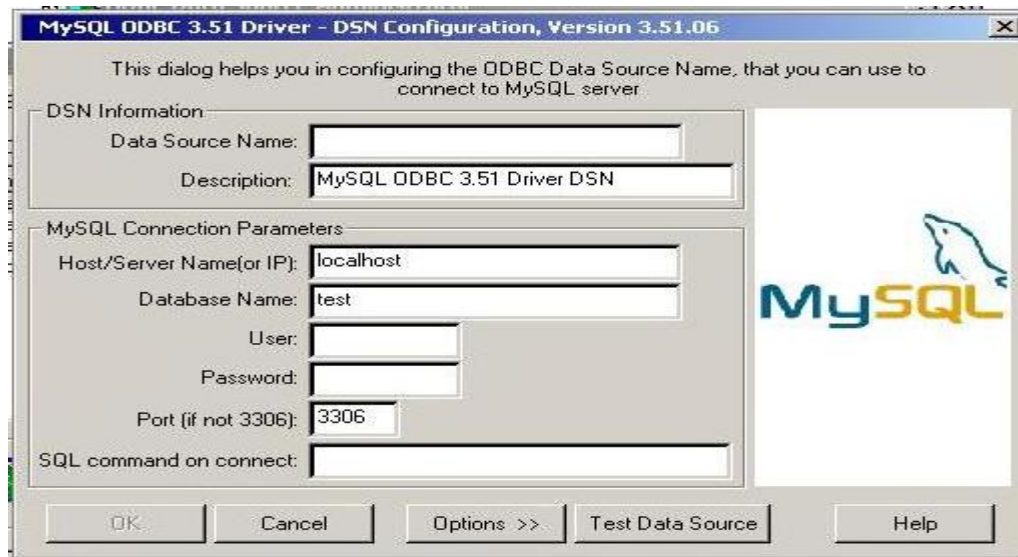 MySQL ODBC 3.51 Driver - DSN Configuration, Version 3.51.06
This dialog helps you in configuring the ODBC Data Source Name, that you can use to
connect to MySQL server
DSN Information
Data Source Name:
Description: MySQL ODBC 3.51 Driver DSN
MySQL Connection Parameters
Host/Server Name(or IP): localhost
Database Name: test
User:
Password:
Port (if not 3306): 3306
SQL command on connect:
MySQL
OK Cancel Options >> Test Data Source Help